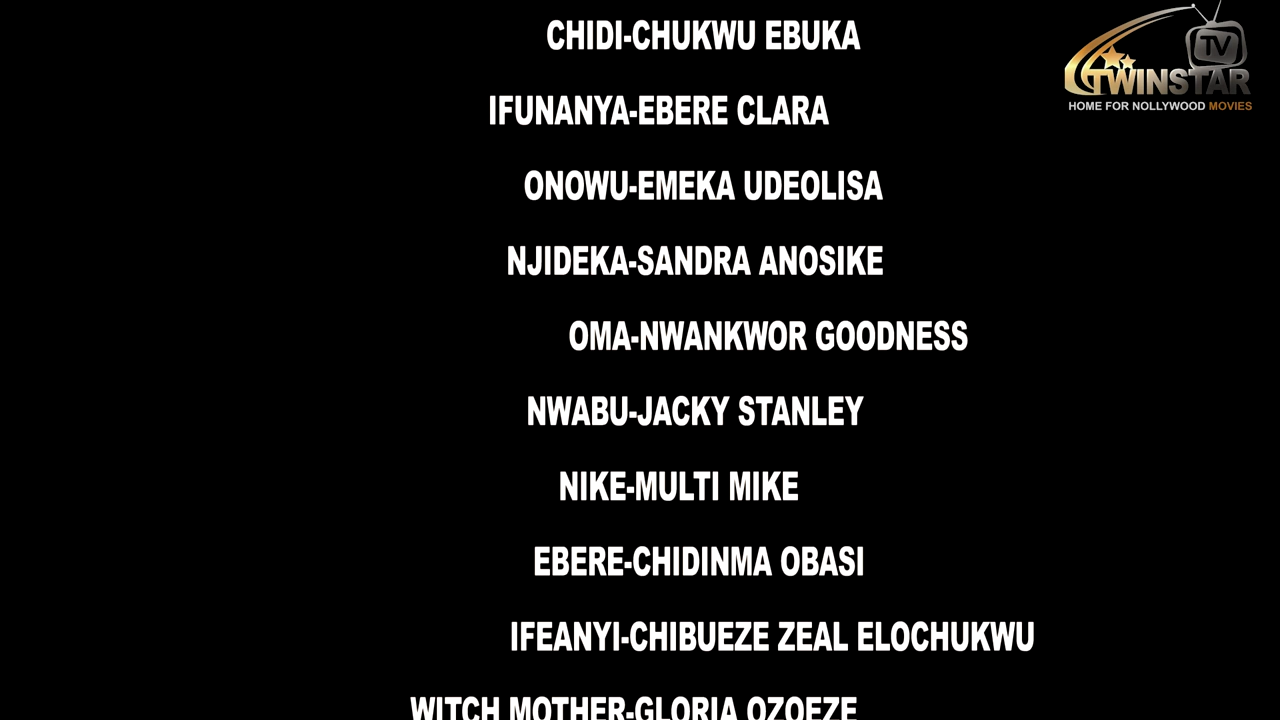 CHIDI-CHUKWU EBUKA
TV
TWINSTAR
HOME FOR NOLLYWOOD MOVIES
IFUNANYA-EBERE CLARA
ONOWU-EMEKA UDEOLISA
NJIDEKA-SANDRA ANOSIKE
OMA-NWANKWOR GOODNESS
NWABU-JACKY STANLEY
NIKE-MULTI MIKE
EBERE-CHIDINMA OBASI
IFEANYI-CHIBUEZE ZEAL ELOCHUKWU
WITCH MOTHER-GLORIA OZOEZE